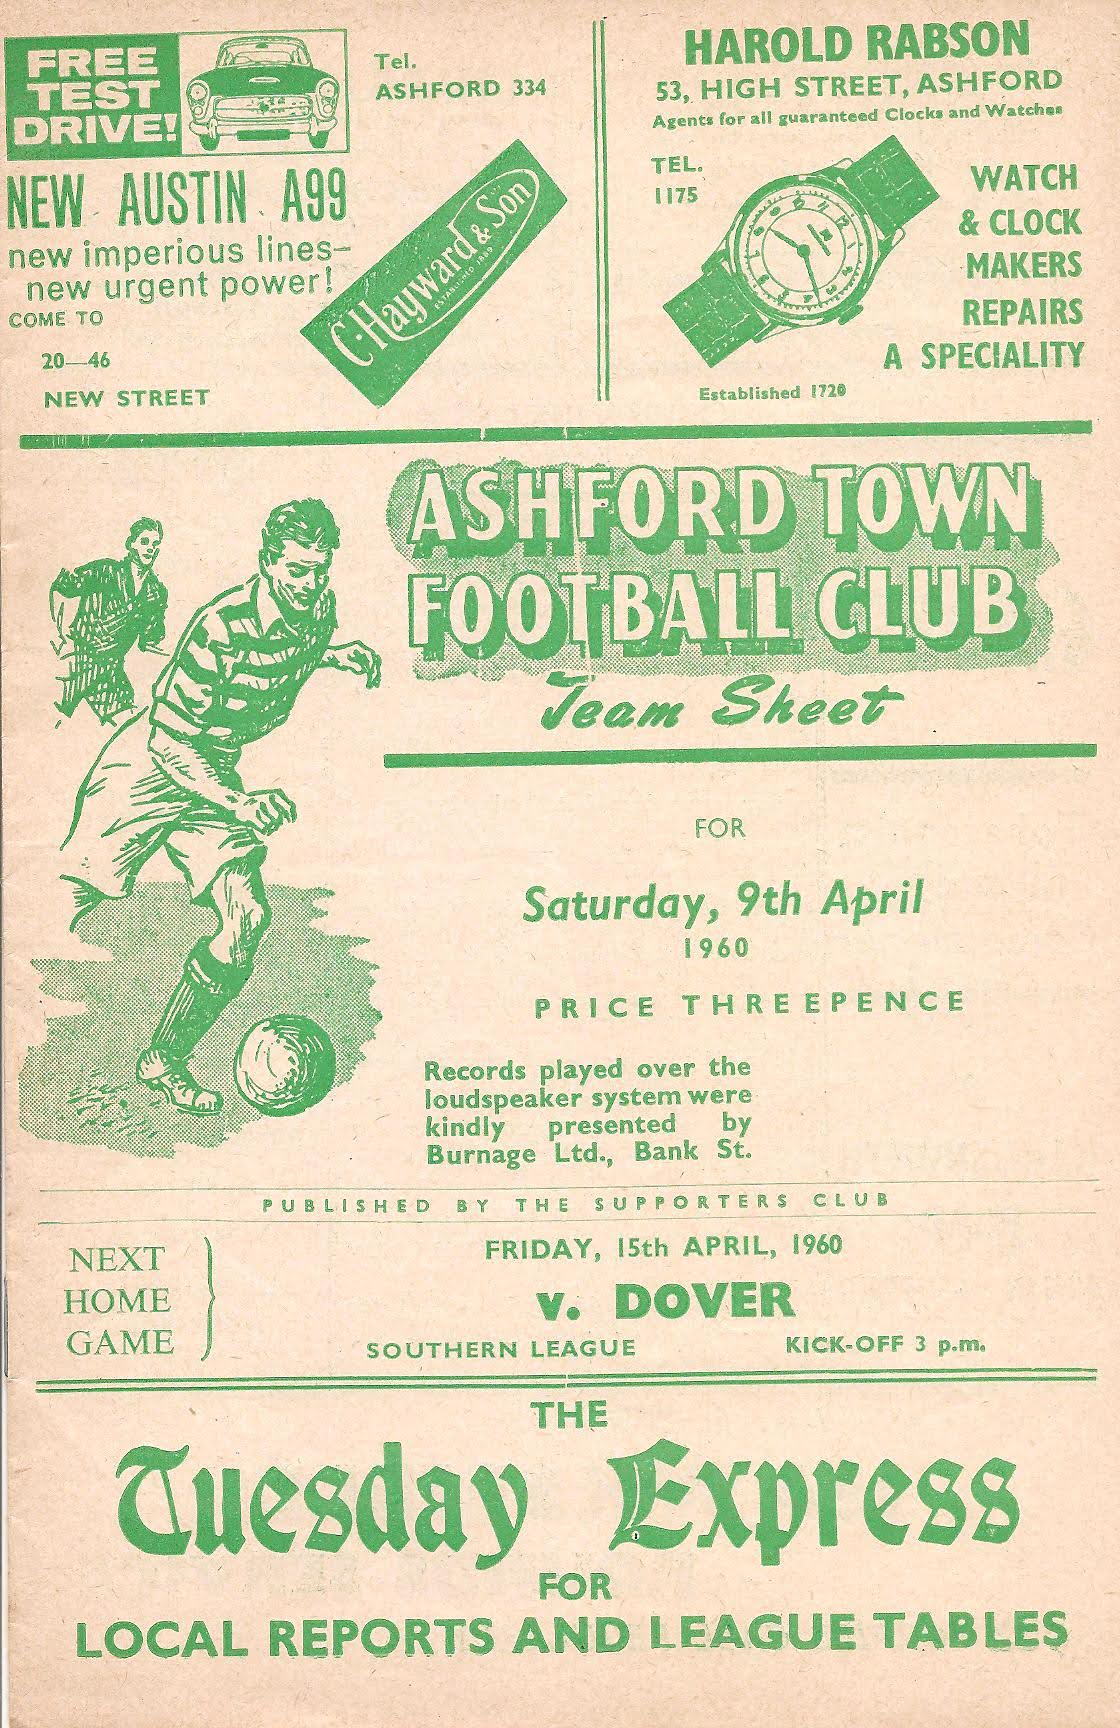 FREE
TEST
DRIVE!
NEW AUSTIN A99
new imperious lines—
new urgent power!
COME TO
20—46
NEW STREET
Tel.
ASHFORD 334
C. Hayward & Son
ESTABLISHED
HAROLD RABSON
53, HIGH STREET, ASHFORD
Agents for all guaranteed Clocks and Watches
TEL.
1175
WATCH
& CLOCK
MAKERS
REPAIRS
A SPECIALITY
Established 1720
ASHFORD TOWN
FOOTBALL CLUB
Team Sheet
FOR
Saturday, 9th April
1960
PRICE THREEPENCE
Records played over the
loudspeaker system were
kindly presented by
Burnage Ltd., Bank St.
PUBLISHED BY THE SUPPORTERS CLUB
NEXT
HOME
GAME
FRIDAY, 15th APRIL, 1960
v. DOVER
SOUTHERN LEAGUE KICK-OFF 3 p.m.
THE
Tuesday Express
FOR
LOCAL REPORTS AND LEAGUE TABLES